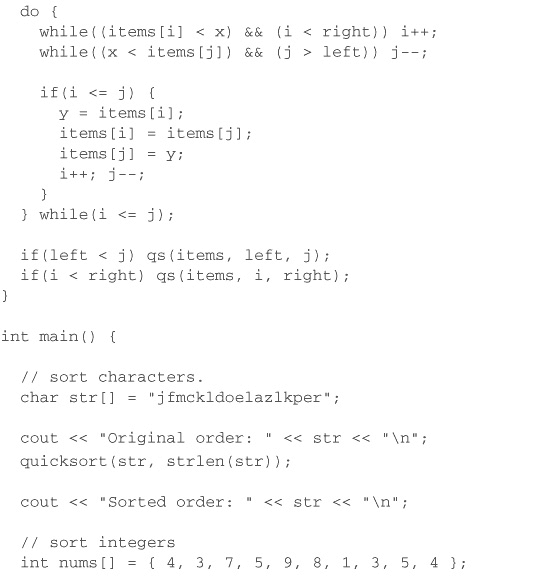 do {
while((items[i] < x) && (i < right)) i++;
while((x < items[j]) && (j > left)) j--;
if(i <= j) {
y = items[i];
items[i] = items[j];
items[j] = y;
i++; j--;
}
} while(i <= j);
if(left < j) qs(items, left, j);
if(i < right) qs(items, i, right);
}
int main() {
// sort characters.
char str[] = "jfmckldoelazlkper";
cout << "Original order: " << str << "\n";
quicksort(str, strlen(str));
cout << "Sorted order: " << str << "\n";
// sort integers
int nums[] = { 4, 3, 7, 5, 9, 8, 1, 3, 5, 4 };